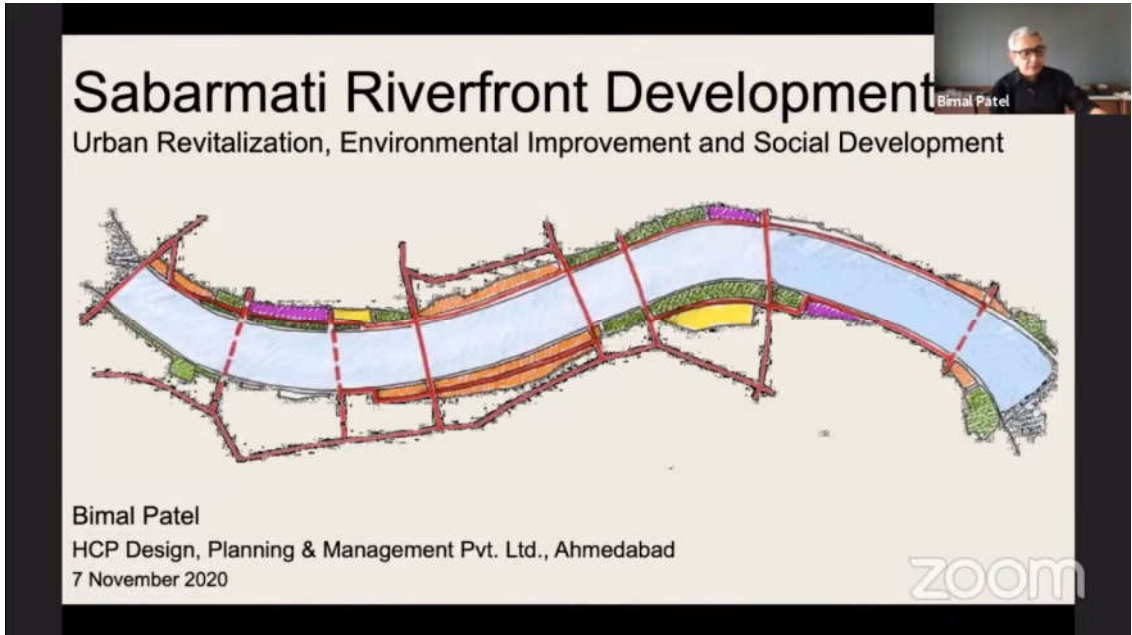 Sabarmati Riverfront Development
Bimal Patel
Urban Revitalization, Environmental Improvement and Social Development
Bimal Patel
HCP Design, Planning & Management Pvt. Ltd., Ahmedabad
7 November 2020
zoom